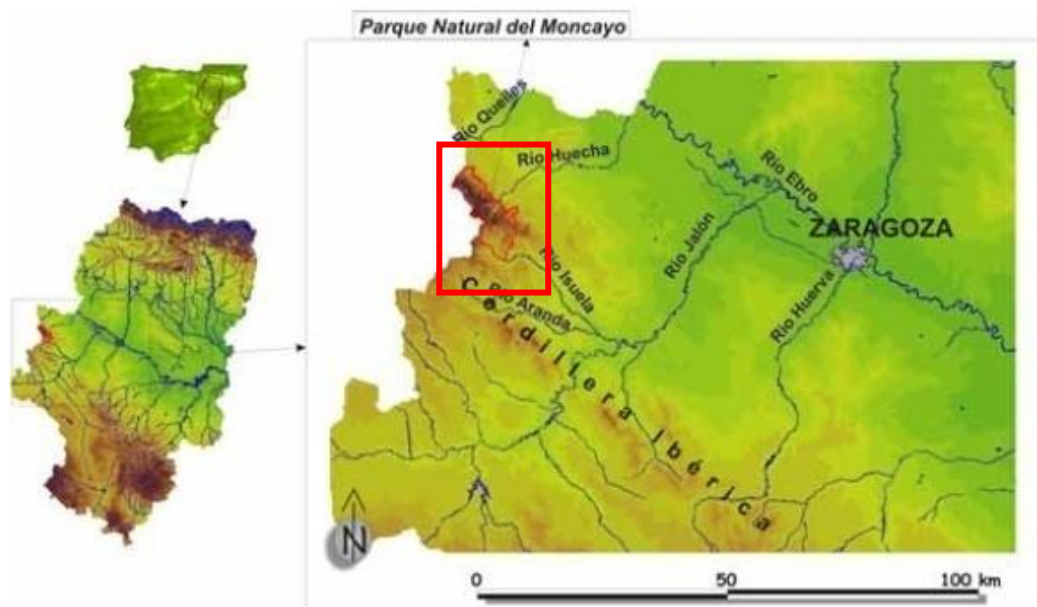 Parque Natural del Moncayo
Río Queiles
Río Huecha
Río Ebro
Río Jalón
ZARAGOZA
Río Isuela
Río Aranda
Río Huerva
Cordillera Ibérica
N
0 50 100 km